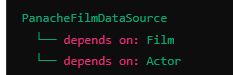 PanacheFilmDataSource
└── depends on: Film
└── depends on: Actor